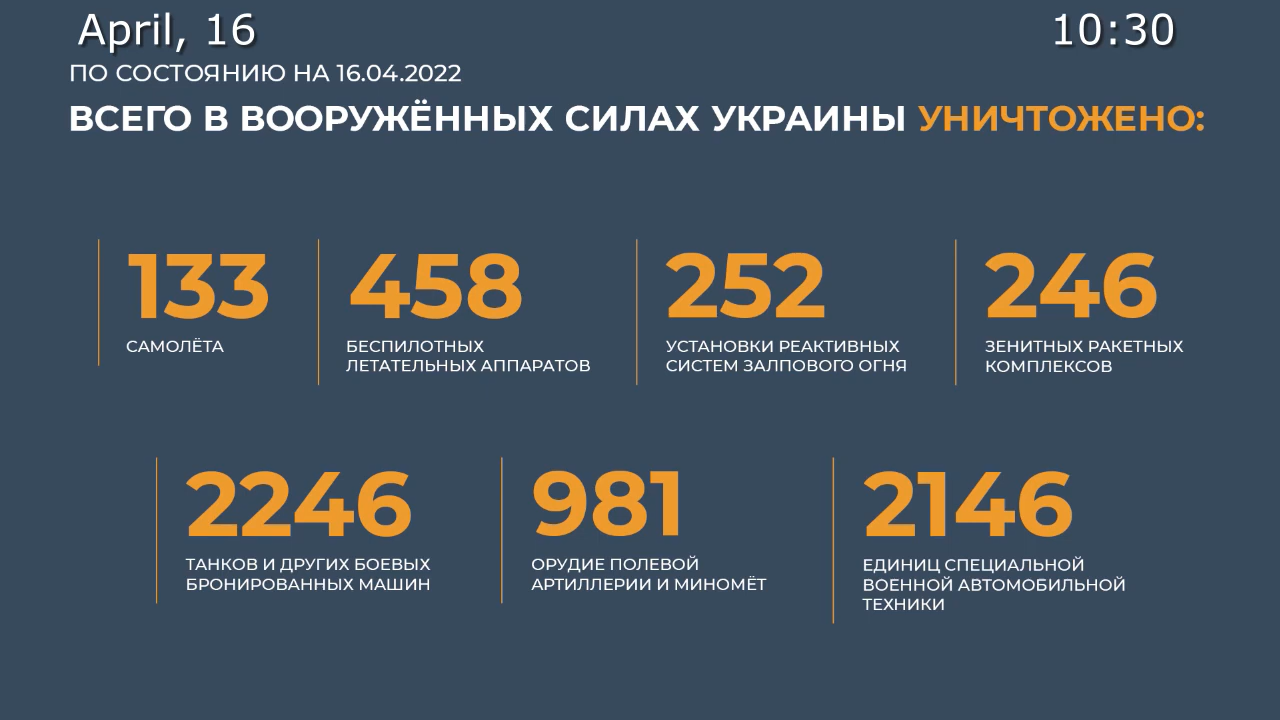 April, 16
10:30
ПО СОСТОЯНИЮ НА 16.04.2022
ВСЕГО В ВООРУЖЁННЫХ СИЛАХ УКРАИНЫ УНИЧТОЖЕНО:
133
САМОЛЁТА
458
БЕСПИЛОТНЫХ
ЛЕТАТЕЛЬНЫХ АППАРАТОВ
252
УСТАНОВКИ РЕАКТИВНЫХ
СИСТЕМ ЗАЛПОВОГО ОГНЯ
246
ЗЕНИТНЫХ РАКЕТНЫХ
КОМПЛЕКСОВ
2246
ТАНКОВ И ДРУГИХ БОЕВЫХ
БРОНИРОВАННЫХ МАШИН
981
ОРУДИЕ ПОЛЕВОЙ
АРТИЛЛЕРИИ И МИНОМЁТ
2146
ЕДИНИЦ СПЕЦИАЛЬНОЙ
ВОЕННОЙ АВТОМОБИЛЬНОЙ
ТЕХНИКИ